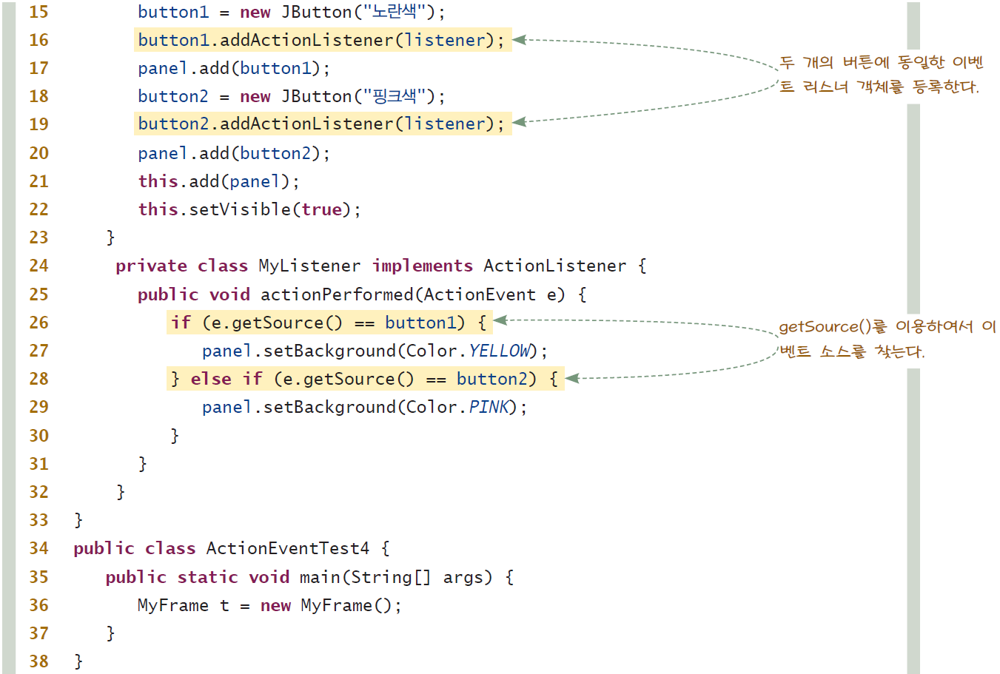 15 button1 = new JButton("노란색");
16 button1.addActionListener(listener);
두 개의 버튼에 동일한 이벤
트 리스너 객체를 등록한다.
17 panel.add(button1);
18 button2 = new JButton("핑크색");
19 button2.addActionListener(listener);
20 panel.add(button2);
21 this.add(panel);
22 this.setVisible(true);
23 }
24 private class MyListener implements ActionListener {
25 public void actionPerformed(ActionEvent e) {
26 if (e.getSource() == button1) {
getSource()를 이용하여서 이
벤트 소스를 찾는다.
27 panel.setBackground(Color.YELLOW);
28 } else if (e.getSource() == button2) {
29 panel.setBackground(Color.PINK);
30 }
31 }
32 }
33 }
34 public class ActionEventTest4 {
35 public static void main(String[] args) {
36 MyFrame t = new MyFrame();
37 }
38 }